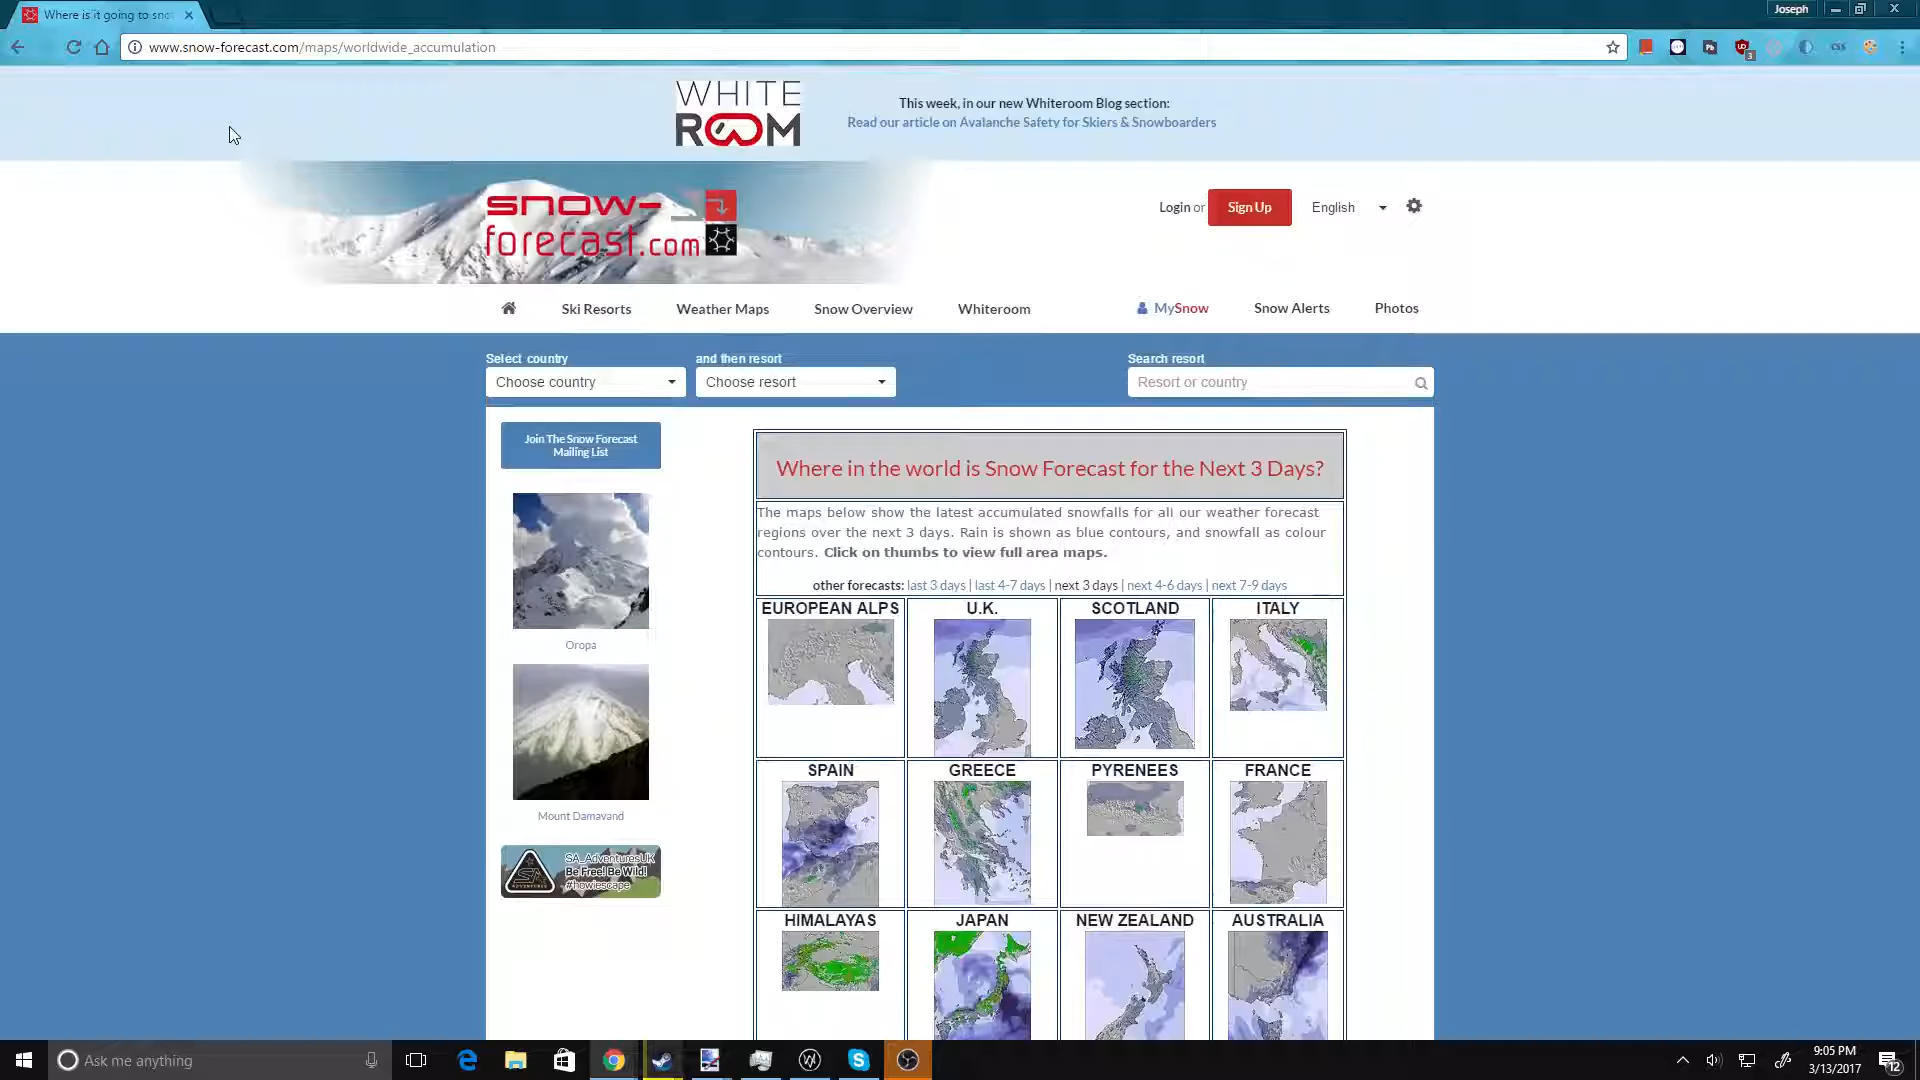 Where is it going to sno
Joseph
www.snow-forecast.com/maps/worldwide_accumulation
WHITE
ROOM
This week, in our new Whiteroom Blog section:
Read our article on Avalanche Safety for Skiers & Snowboarders
snow-
forecast.com
Login or
Sign Up
English
Ski Resorts
Weather Maps
Snow Overview
Whiteroom
MySnow
Snow Alerts
Photos
Select country
and then resort
Search resort
Choose country
Choose resort
Resort or country
Join The Snow Forecast
Mailing List
Oropa
Mount Damavand
SA_AdventuresUK
Be Free! Be Wild!
#howiescape
Where in the world is Snow Forecast for the Next 3 Days?
The maps below show the latest accumulated snowfalls for all our weather forecast
regions over the next 3 days. Rain is shown as blue contours, and snowfall as colour
contours. Click on thumbs to view full area maps.
other forecasts: last 3 days | last 4-7 days | next 3 days | next 4-6 days | next 7-9 days
EUROPEAN ALPS
U.K.
SCOTLAND
ITALY
SPAIN
GREECE
PYRENEES
FRANCE
HIMALAYAS
JAPAN
NEW ZEALAND
AUSTRALIA
Ask me anything
9:05 PM
3/13/2017
12